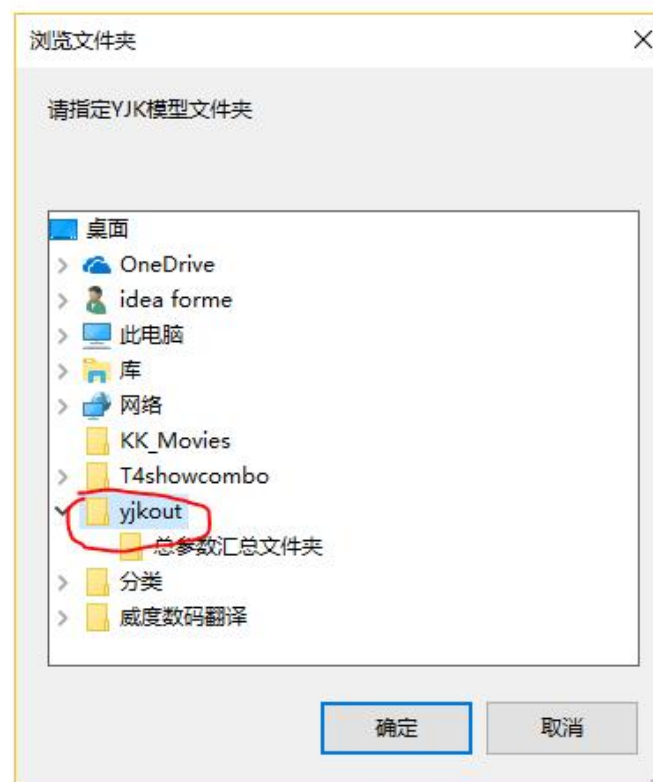 浏览文件夹
请指定YJK模型文件夹
桌面
OneDrive
idea forme
此电脑
库
网络
KK_Movies
T4showcombo
yjkout
总参数汇总文件夹
分类
威度数码翻译
确定
取消